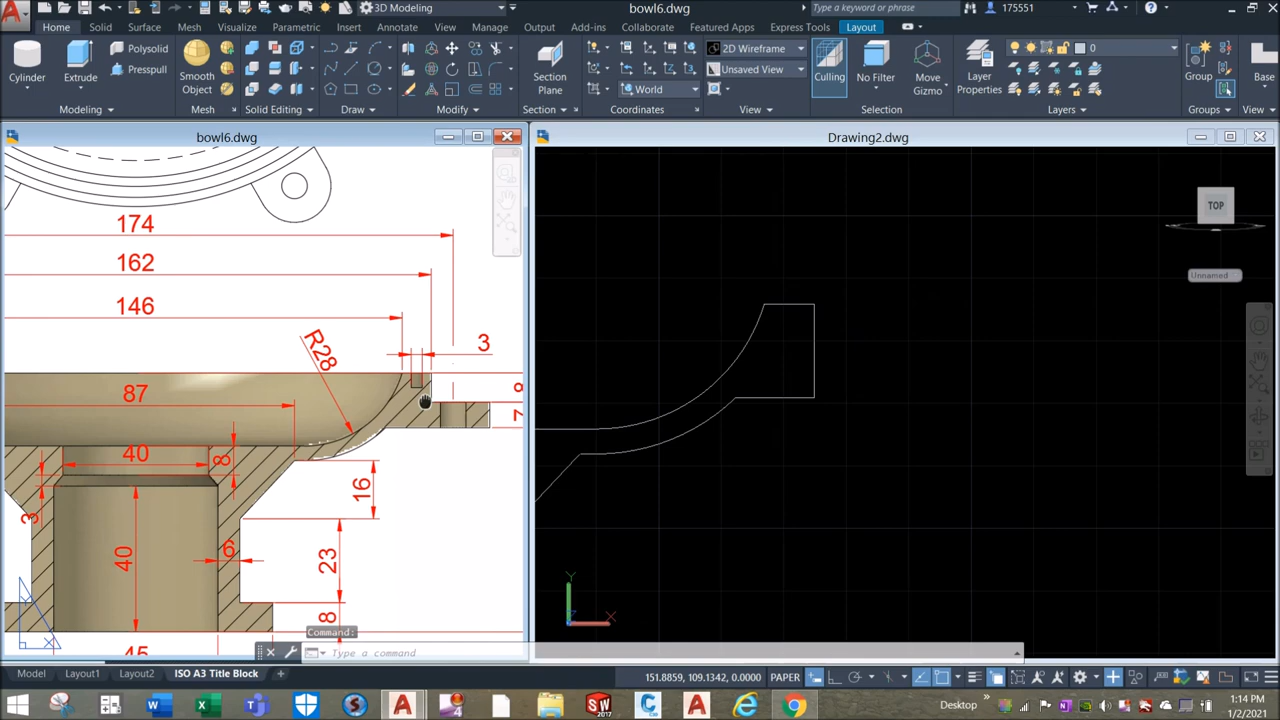 3D Modeling
bowl6.dwg
Type a keyword or phrase
175551
Home Solid Surface Mesh Visualize Parametric Insert Annotate View Manage Output Add-ins Collaborate Featured Apps Express Tools Layout
Cylinder
Extrude
Polysolid
Presspull
Modeling
Smooth Object
Mesh
Solid Editing
Draw
Modify
Section Plane
Section
World
Coordinates
2D Wireframe
Unsaved View
View
Culling
No Filter
Move Gizmo
Selection
Layer Properties
0
Layers
Group
Groups
Base
View
bowl6.dwg
Drawing2.dwg
174
162
146
R28
3
87
7
40
8
16
3
40
6
23
8
45
X
TOP
Unnamed
Y
X
Command:
Type a command
Model Layout1 Layout2 ISO A3 Title Block +
151.8859, 109.1342, 0.0000 PAPER
Desktop
1:14 PM
1/2/2021